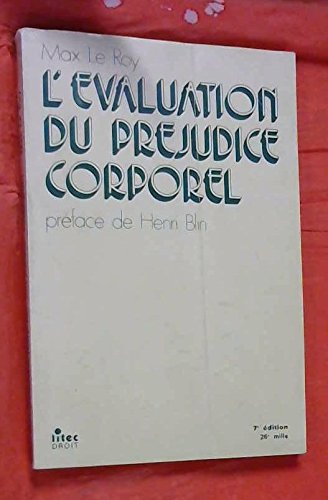 Max Le Roy
L'EVALUATION
DU PREJUDICE
CORPOREL
préface de Henri Blin
litec
DROIT
7e édition
26e mille